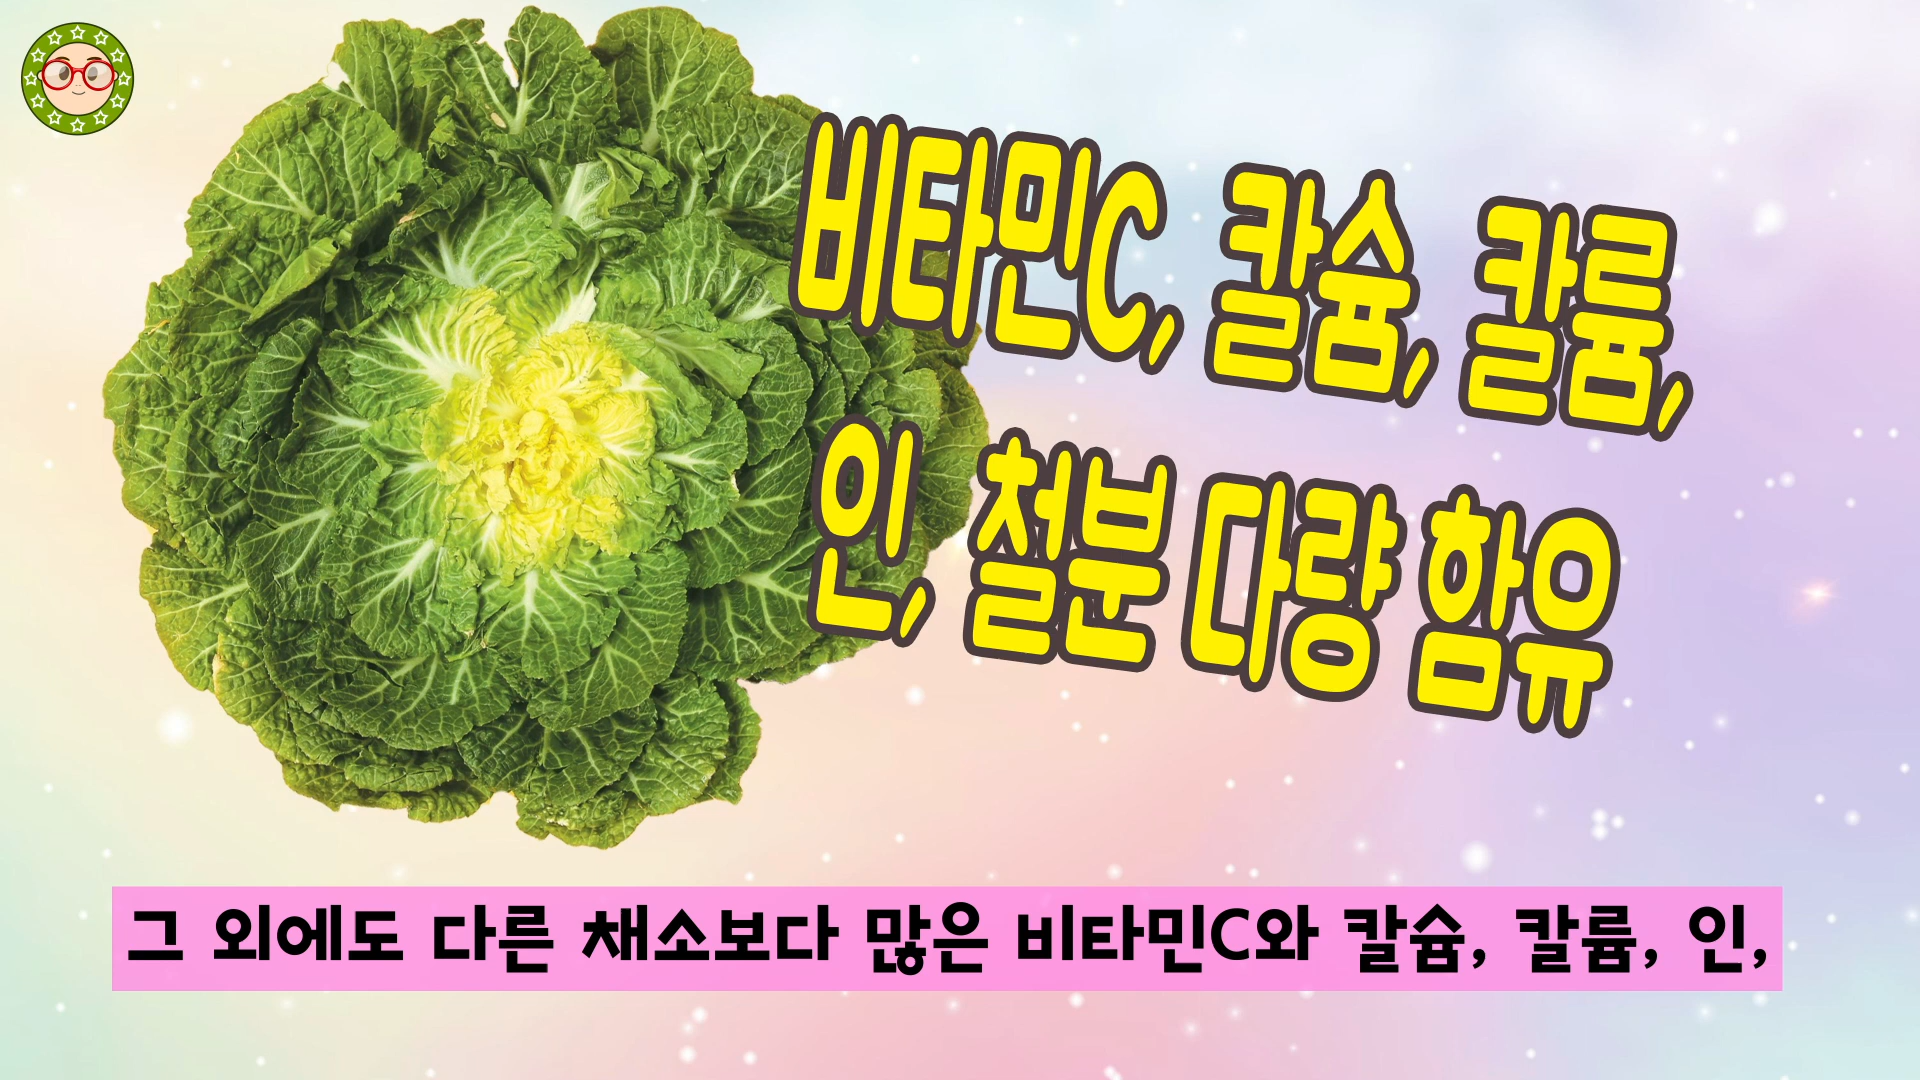 비타민C, 칼슘, 칼륨,
인, 철분 다량 함유
그 외에도 다른 채소보다 많은 비타민C와 칼슘, 칼륨, 인,